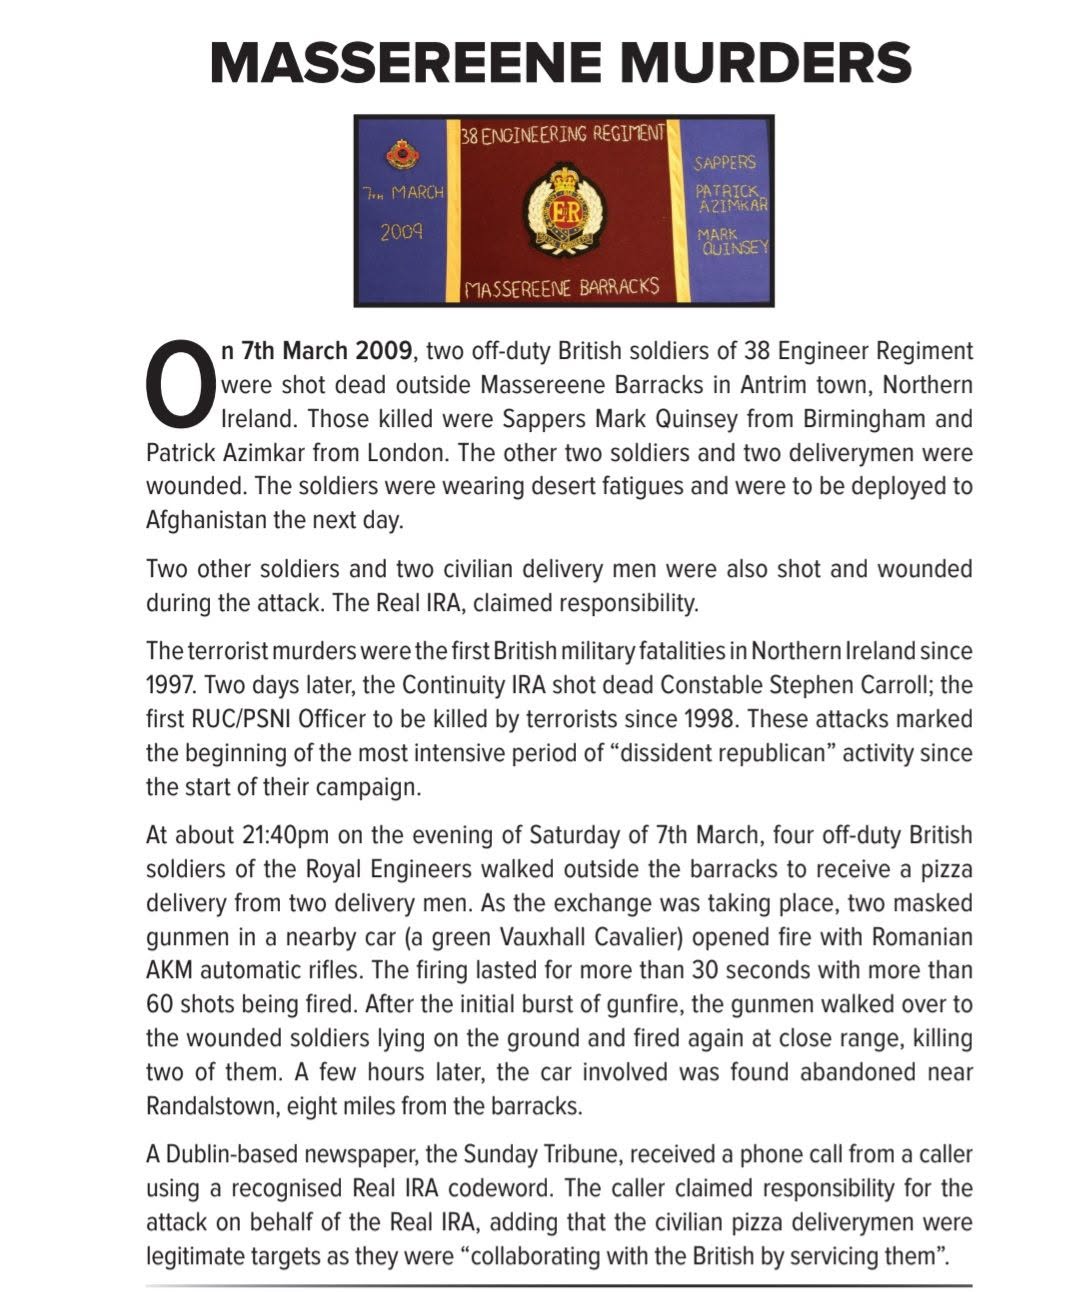 MASSEREENE MURDERS
38 ENGINEERING REGIMENT
7TH MARCH
2009
E R
SAPPERS
PATRICK
AZIMKAR
MARK
QUINSEY
MASSEREENE BARRACKS
On 7th March 2009, two off-duty British soldiers of 38 Engineer Regiment
were shot dead outside Massereene Barracks in Antrim town, Northern
Ireland. Those killed were Sappers Mark Quinsey from Birmingham and
Patrick Azimkar from London. The other two soldiers and two deliverymen were
wounded. The soldiers were wearing desert fatigues and were to be deployed to
Afghanistan the next day.
Two other soldiers and two civilian delivery men were also shot and wounded
during the attack. The Real IRA, claimed responsibility.
The terrorist murders were the first British military fatalities in Northern Ireland since
1997. Two days later, the Continuity IRA shot dead Constable Stephen Carroll; the
first RUC/PSNI Officer to be killed by terrorists since 1998. These attacks marked
the beginning of the most intensive period of “dissident republican” activity since
the start of their campaign.
At about 21:40pm on the evening of Saturday of 7th March, four off-duty British
soldiers of the Royal Engineers walked outside the barracks to receive a pizza
delivery from two delivery men. As the exchange was taking place, two masked
gunmen in a nearby car (a green Vauxhall Cavalier) opened fire with Romanian
AKM automatic rifles. The firing lasted for more than 30 seconds with more than
60 shots being fired. After the initial burst of gunfire, the gunmen walked over to
the wounded soldiers lying on the ground and fired again at close range, killing
two of them. A few hours later, the car involved was found abandoned near
Randalstown, eight miles from the barracks.
A Dublin-based newspaper, the Sunday Tribune, received a phone call from a caller
using a recognised Real IRA codeword. The caller claimed responsibility for the
attack on behalf of the Real IRA, adding that the civilian pizza deliverymen were
legitimate targets as they were “collaborating with the British by servicing them”.